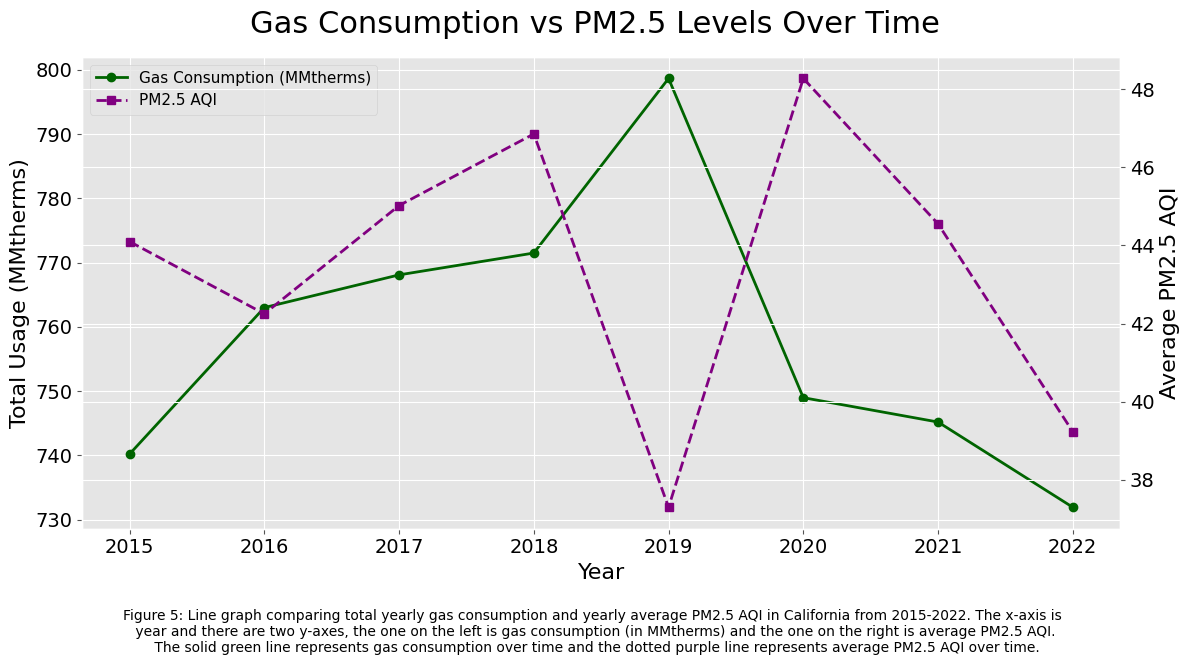 Gas Consumption vs PM2.5 Levels Over Time
Gas Consumption (MMtherms)
PM2.5 AQI
Total Usage (MMtherms)
800
790
780
770
760
750
740
730
48
46
44
42
40
38
Average PM2.5 AQI
2015 2016 2017 2018 2019 2020 2021 2022
Year
Figure 5: Line graph comparing total yearly gas consumption and yearly average PM2.5 AQI in California from 2015-2022. The x-axis is
year and there are two y-axes, the one on the left is gas consumption (in MMtherms) and the one on the right is average PM2.5 AQI.
The solid green line represents gas consumption over time and the dotted purple line represents average PM2.5 AQI over time.